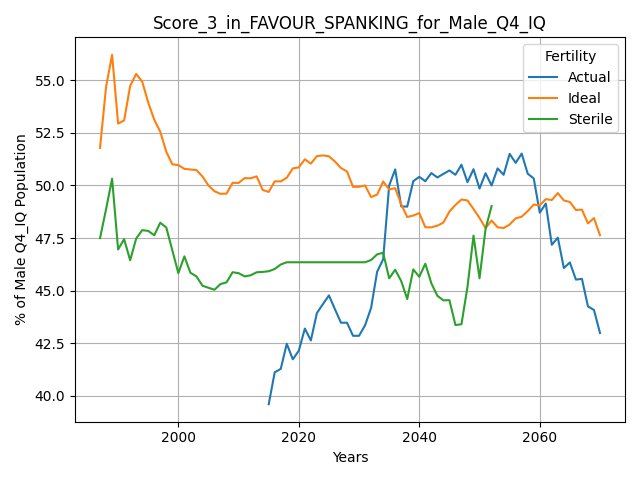 Score_3_in_FAVOUR_SPANKING_for_Male_Q4_IQ
Fertility
Actual
Ideal
Sterile
% of Male Q4_IQ Population
55.0
52.5
50.0
47.5
45.0
42.5
40.0
2000
2020
2040
2060
Years